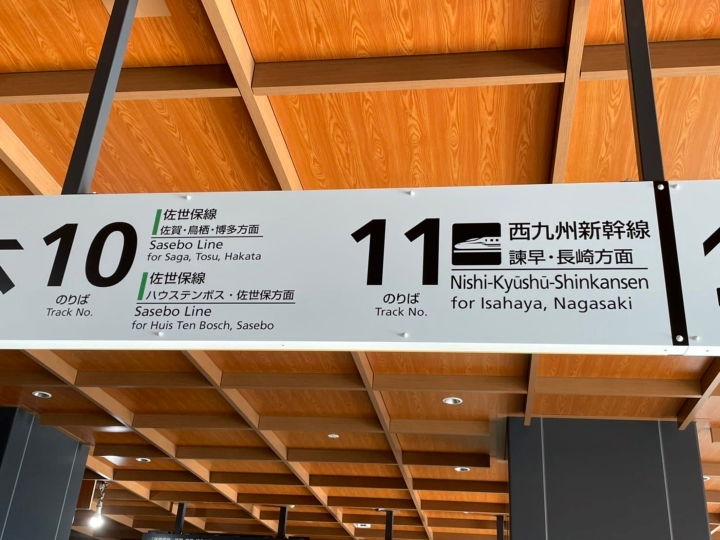 10
のりば
Track No.
佐世保線
佐賀・鳥栖・博多方面
Sasebo Line
for Saga, Tosu, Hakata
佐世保線
ハウステンボス・佐世保方面
Sasebo Line
for Huis Ten Bosch, Sasebo
11
のりば
Track No.
西九州新幹線
諫早・長崎方面
Nishi-Kyūshū-Shinkansen
for Isahaya, Nagasaki